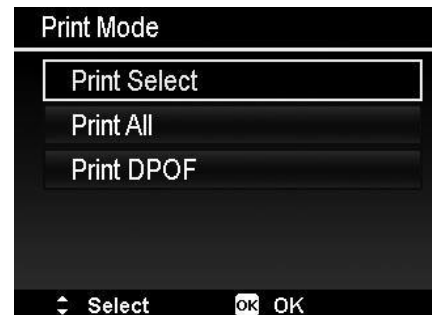 Print Mode
Print Select
Print All
Print DPOF
Select OK OK